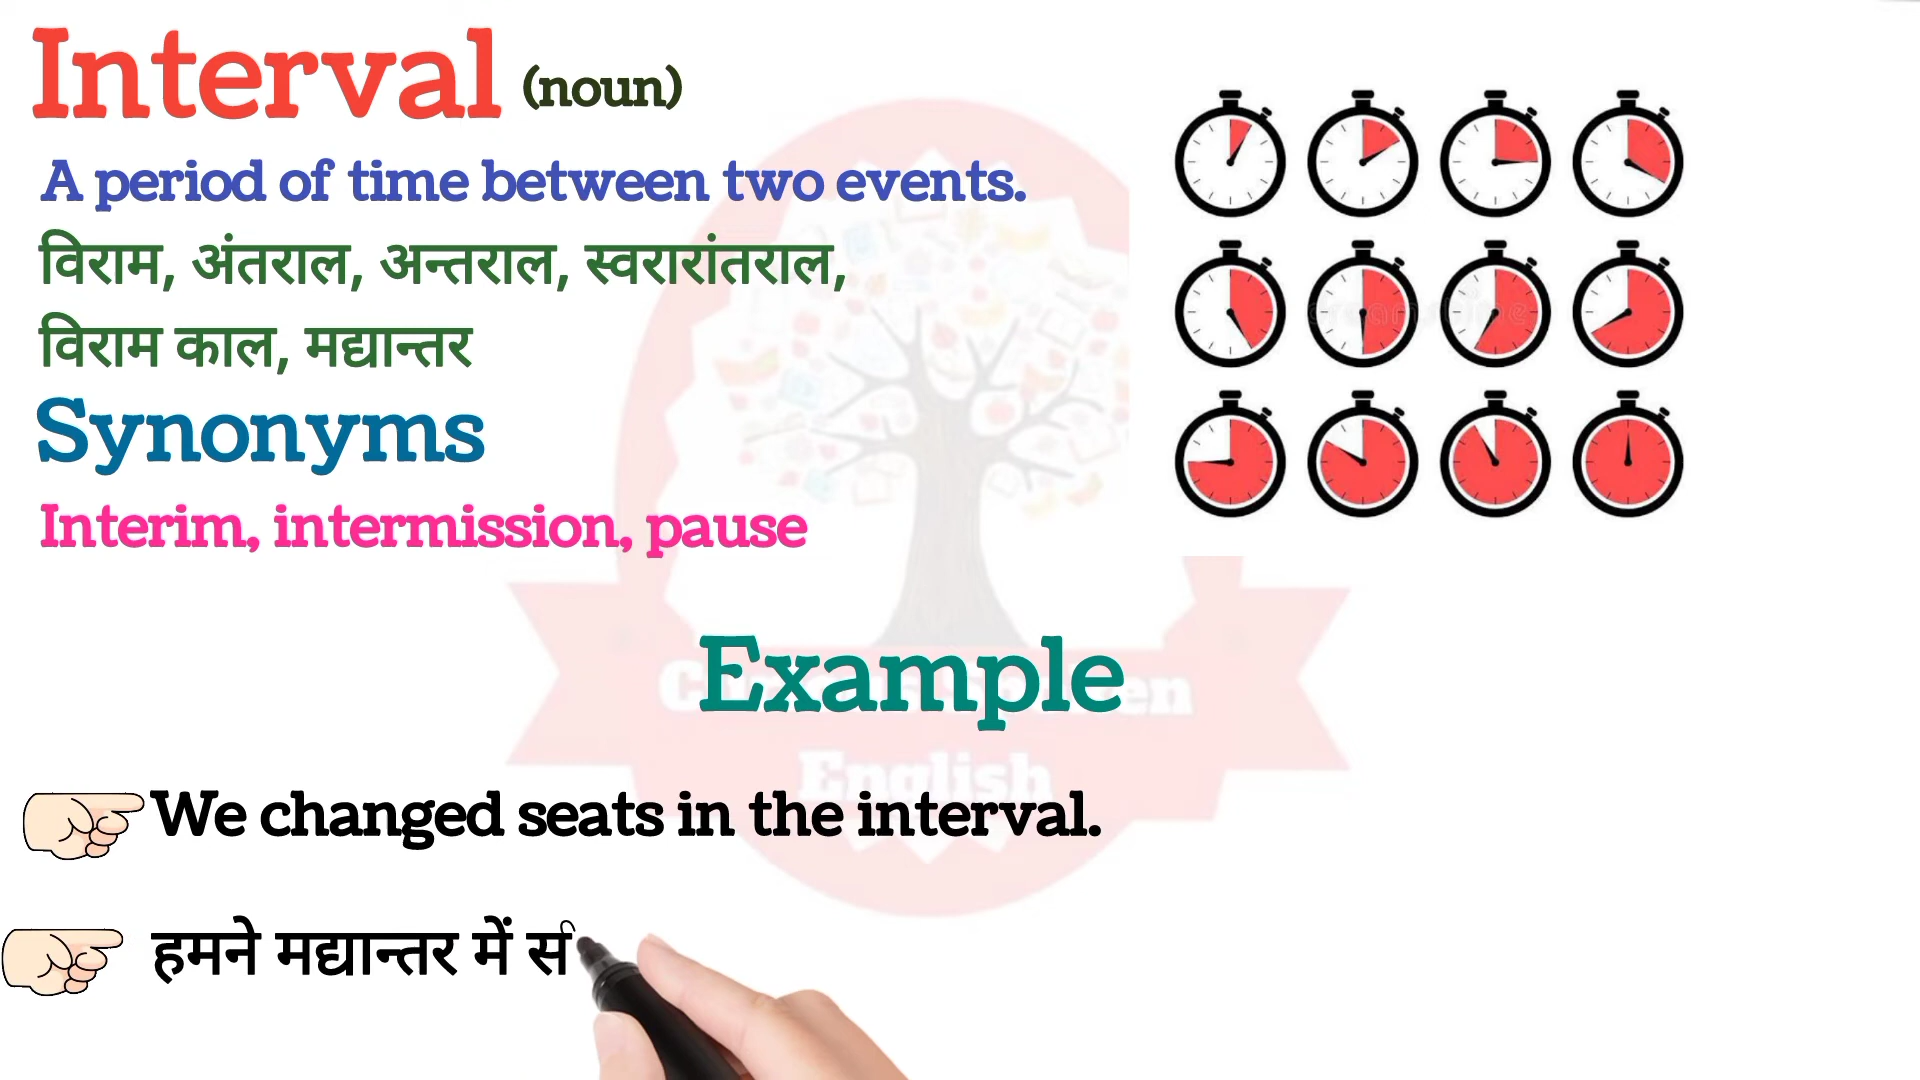 Interval (noun)
A period of time between two events.
विराम, अंतराल, अन्तराल, स्वरारांतराल,
विराम काल, मद्यान्तर
Synonyms
Interim, intermission, pause
Example
English
We changed seats in the interval.
हमने मद्यान्तर में